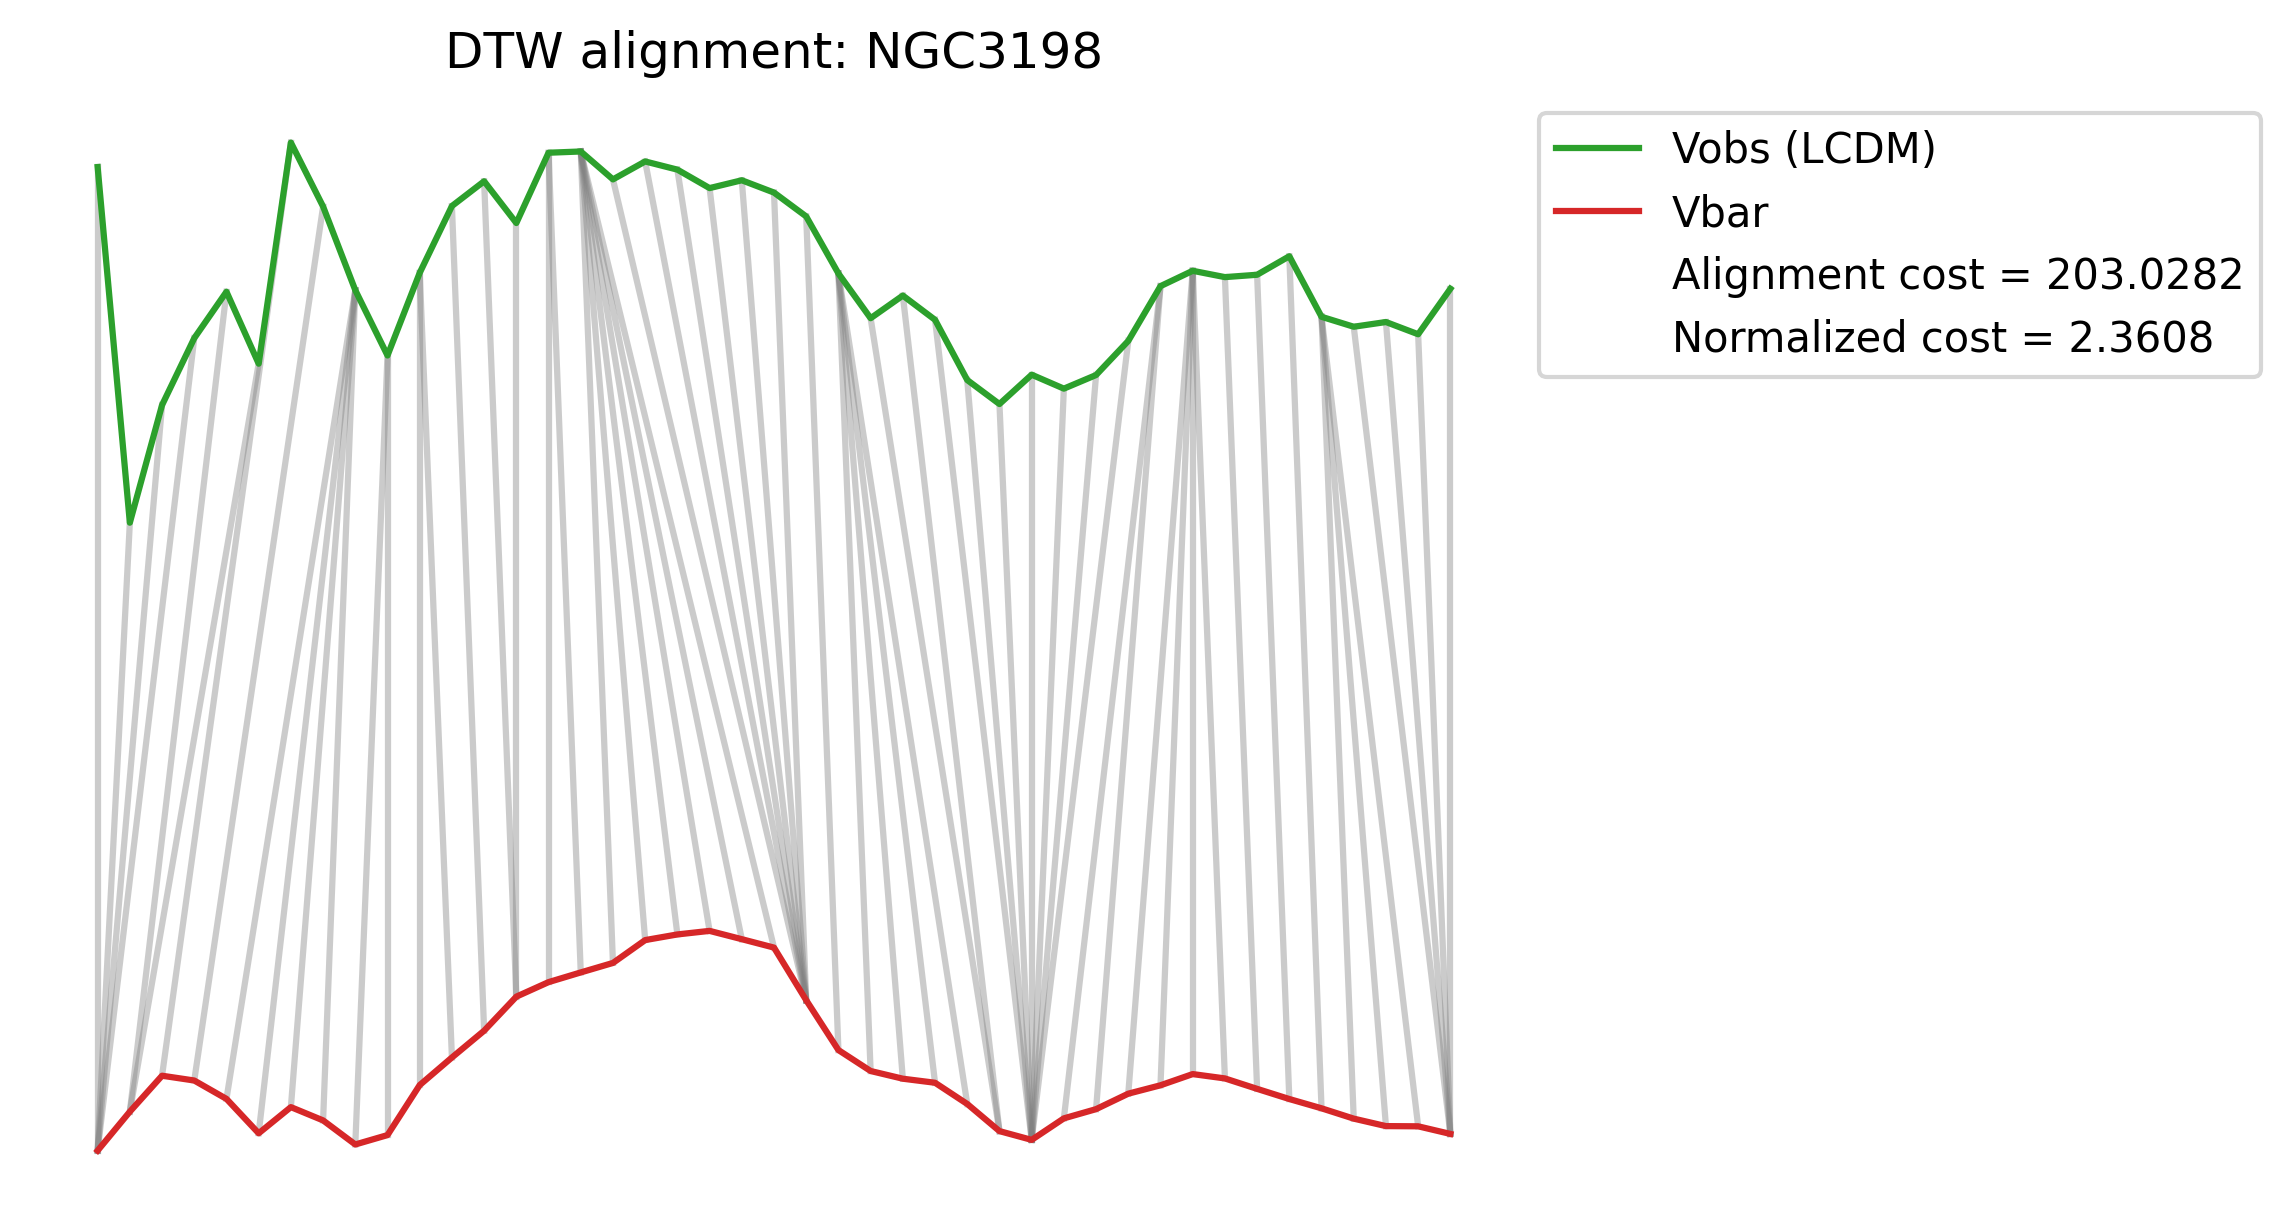 DTW alignment: NGC3198
Vobs (LCDM)
Vbar
Alignment cost = 203.0282
Normalized cost = 2.3608